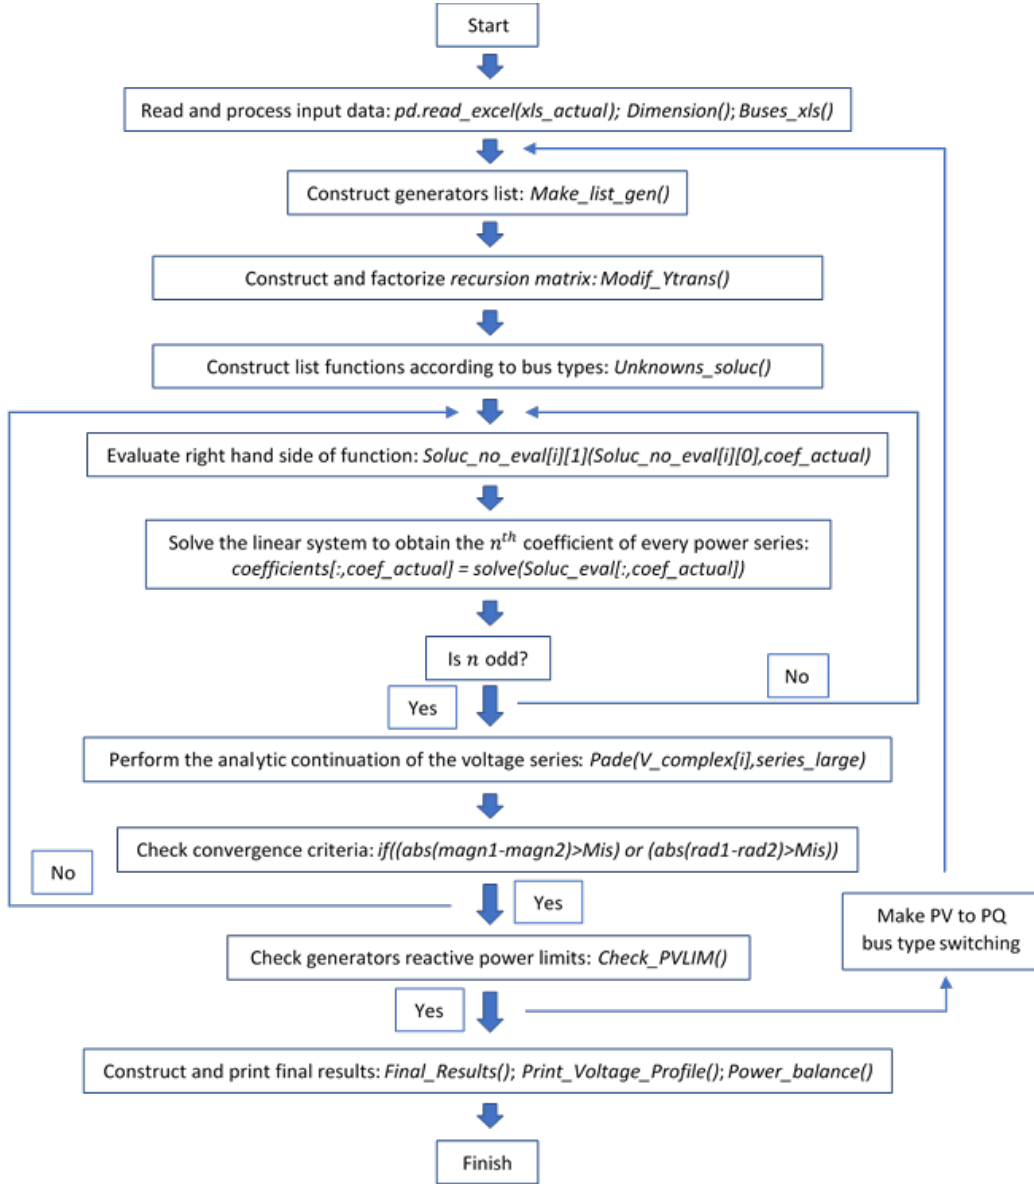 Start
Read and process input data: pd.read_excel(xls_actual); Dimension(); Buses_xls()
Construct generators list: Make_list_gen()
Construct and factorize recursion matrix: Modif_Ytrans()
Construct list functions according to bus types: Unknowns_soluc()
Evaluate right hand side of function: Soluc_no_eval[i][1](Soluc_no_eval[i][0],coef_actual)
Solve the linear system to obtain the nᵗʰ coefficient of every power series:
coefficients[:,coef_actual] = solve(Soluc_eval[:,coef_actual])
Is n odd?
No
Yes
Perform the analytic continuation of the voltage series: Pade(V_complex[i],series_large)
Check convergence criteria: if((abs(magn1-magn2)>Mis) or (abs(rad1-rad2)>Mis))
No
Yes
Make PV to PQ
bus type switching
Check generators reactive power limits: Check_PVLIM()
Yes
Construct and print final results: Final_Results(); Print_Voltage_Profile(); Power_balance()
Finish